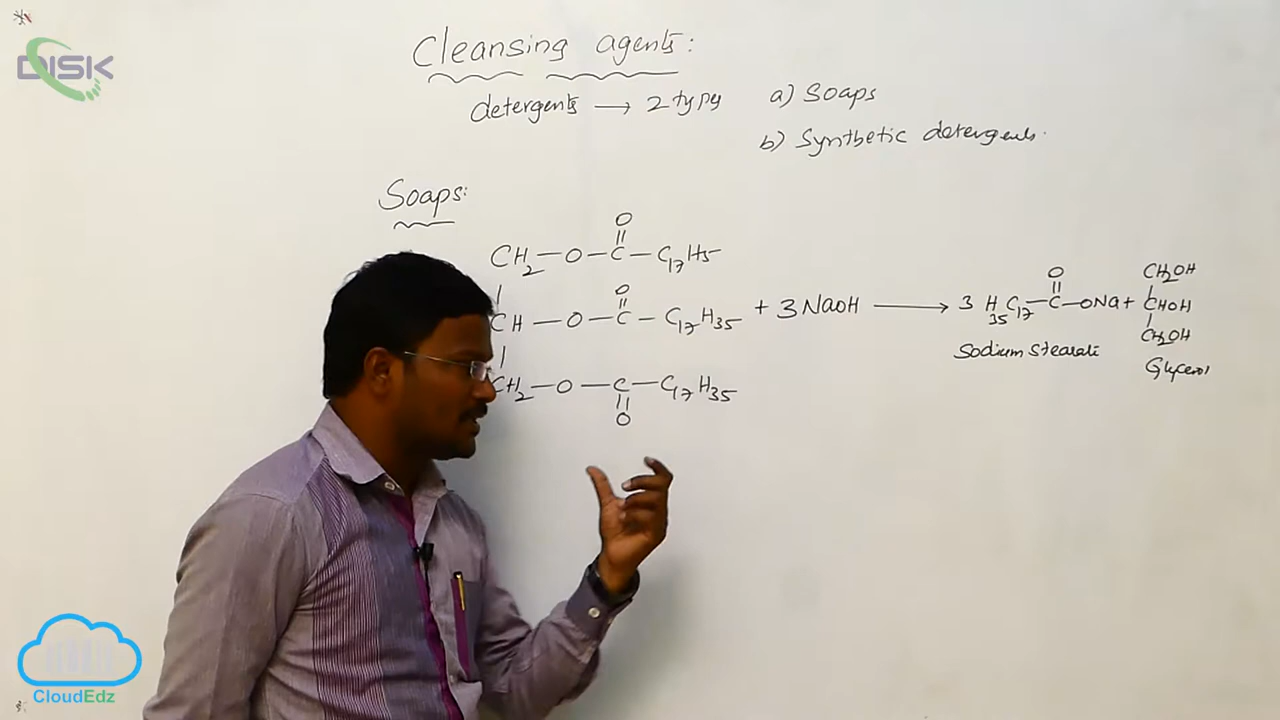 DISK
Cleansing agents:
detergents → 2 types a) Soaps
b) Synthetic detergents.
Soaps:
O
||
CH2 — O — C — C17H5
|
O
||
CH — O — C — C17H35 + 3 NaOH → 3 H35C17 — C — ONa + CHOH
O
||
CH2OH
|
|
CH2OH
Sodium stearate
Glycerol
|
CH2 — O — C — C17H35
||
O
CloudEdz